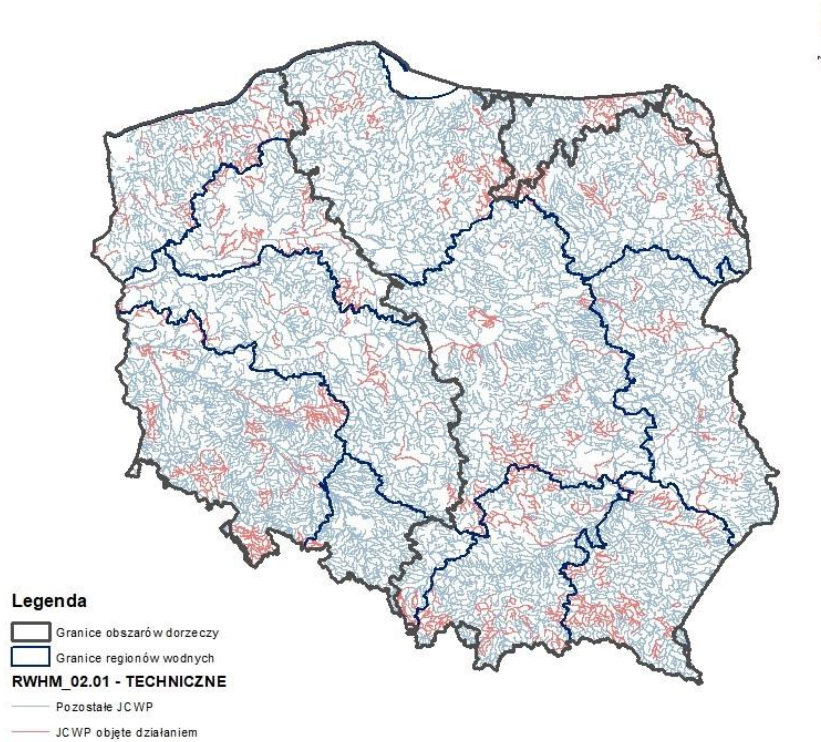 Legenda
Granice obszarów dorzeczy
Granice regionów wodnych
RWHM_02.01 - TECHNICZNE
Pozostałe JCWP
JCWP objęte działaniem